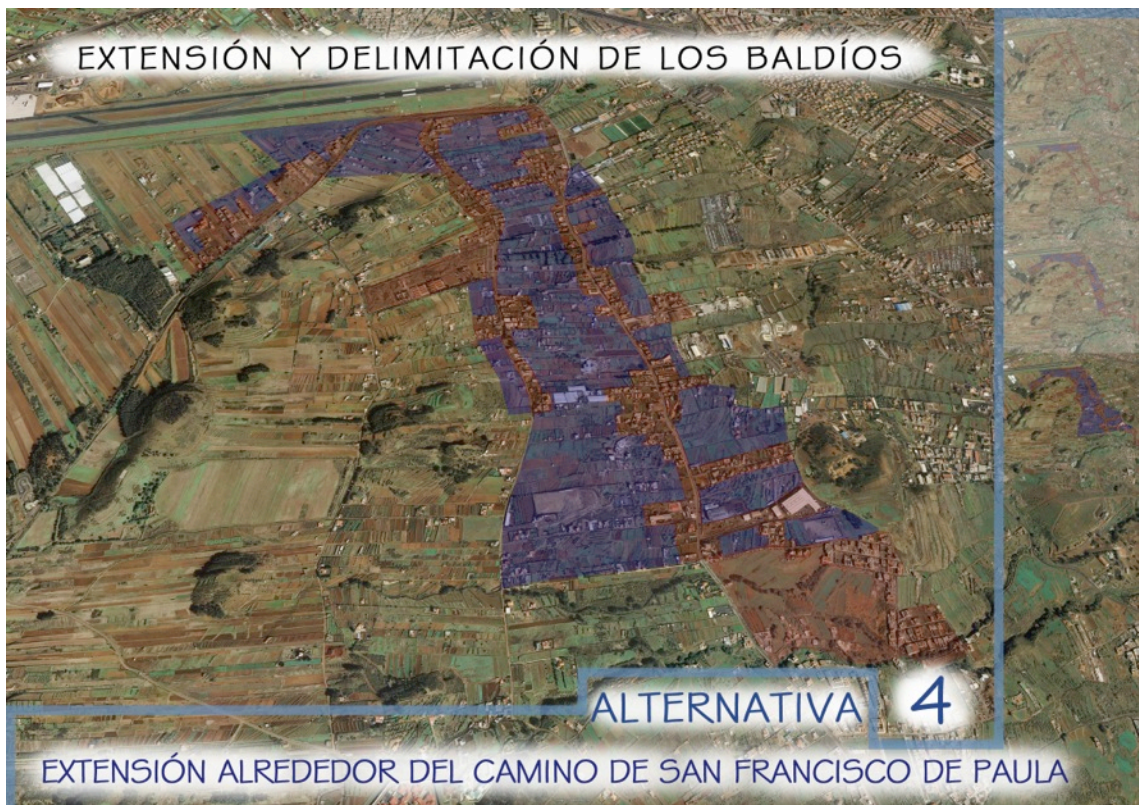 EXTENSIÓN Y DELIMITACIÓN DE LOS BALDÍOS
ALTERNATIVA 4
EXTENSIÓN ALREDEDOR DEL CAMINO DE SAN FRANCISCO DE PAULA